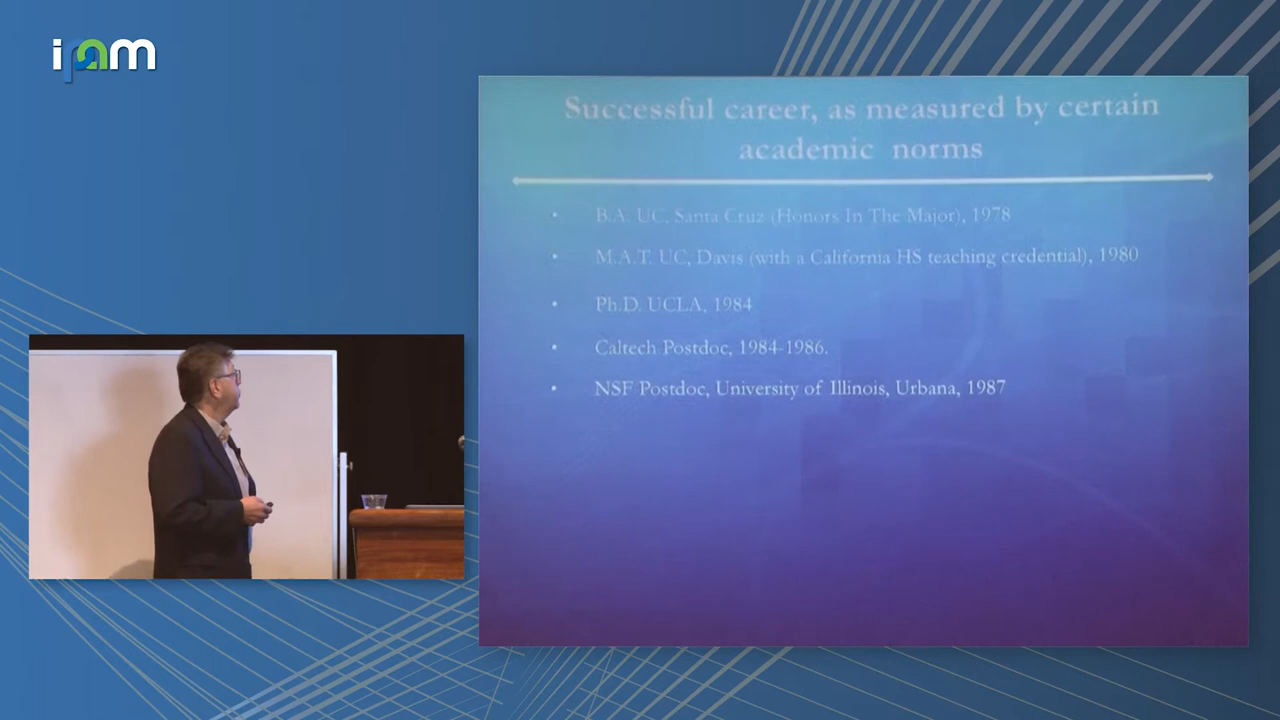 ipam
Successful career, as measured by certain
academic norms
• B.A. UC, Santa Cruz (Honors In The Major), 1978
• M.A.T. UC, Davis (with a California HS teaching credential), 1980
• Ph.D. UCLA, 1984
• Caltech Postdoc, 1984-1986.
• NSF Postdoc, University of Illinois, Urbana, 1987